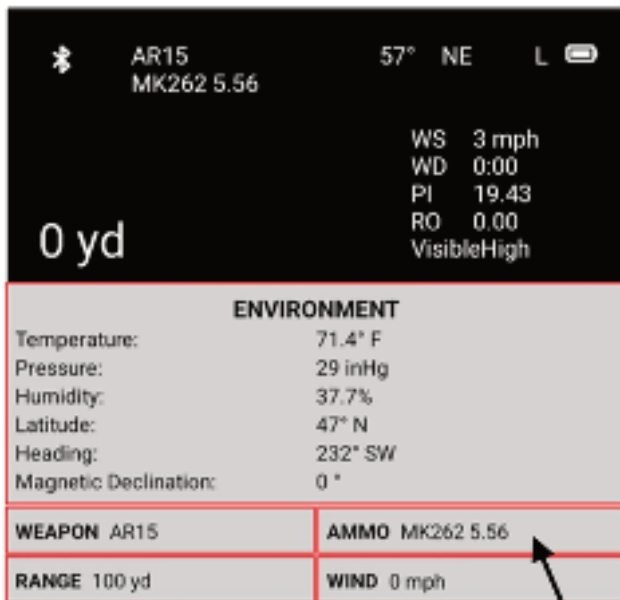 AR15 57° NE L
MK262 5.56
WS 3 mph
WD 0:00
PI 19.43
RO 0.00
0 yd VisibleHigh
ENVIRONMENT
Temperature: 71.4° F
Pressure: 29 inHg
Humidity: 37.7%
Latitude: 47° N
Heading: 232° SW
Magnetic Declination: 0 °
WEAPON AR15 AMMO MK262 5.56
RANGE 100 yd WIND 0 mph